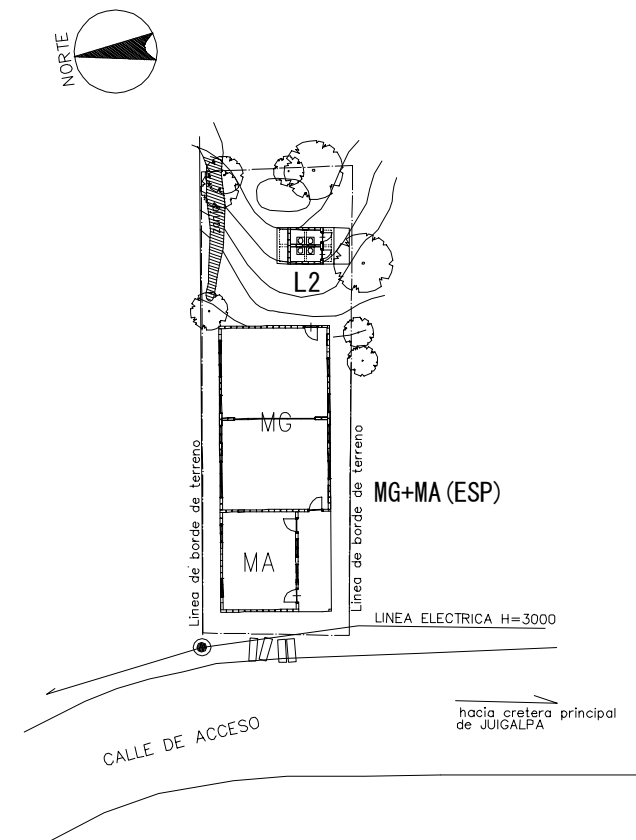 NORTE
L2
MG
Linea de borde de terreno
Linea de borde de terreno
MG+MA(ESP)
MA
LINEA ELECTRICA H=3000
hacia cretera principal
de JUIGALPA
CALLE DE ACCESO